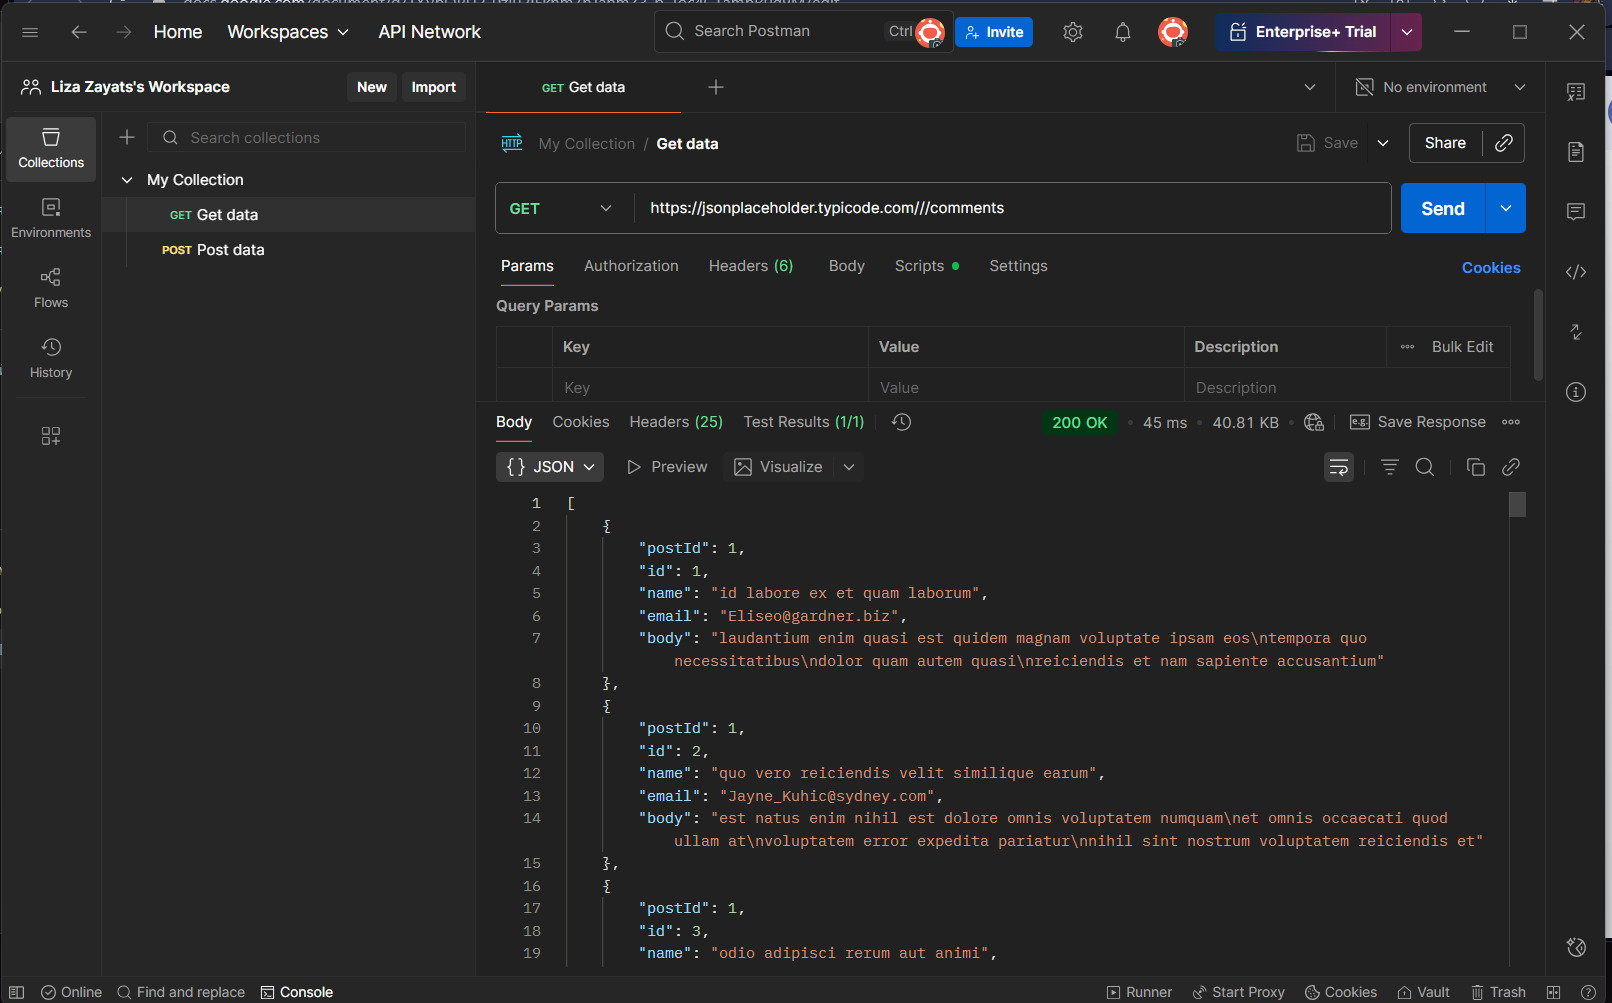 Home
Workspaces
API Network
Search Postman
Ctrl
Invite
Enterprise+ Trial
Liza Zayats's Workspace
New
Import
GET Get data
No environment
Collections
Environments
Flows
History
Search collections
My Collection
GET Get data
POST Post data
HTTP
My Collection / Get data
Save
Share
GET
https://jsonplaceholder.typicode.com///comments
Send
Params
Authorization
Headers (6)
Body
Scripts
Settings
Cookies
Query Params
Key
Value
Description
Bulk Edit
Key
Value
Description
Body
Cookies
Headers (25)
Test Results (1/1)
200 OK
45 ms
40.81 KB
e.g.
Save Response
{} JSON
Preview
Visualize
1 [
2 {
3 "postId": 1,
4 "id": 1,
5 "name": "id labore ex et quam laborum",
6 "email": "Eliseo@gardner.biz",
7 "body": "laudantium enim quasi est quidem magnam voluptate ipsam eos\ntempora quo
necessitatibus\ndolor quam autem quasi\nreiciendis et nam sapiente accusantium"
8 },
9 {
10 "postId": 1,
11 "id": 2,
12 "name": "quo vero reiciendis velit similique earum",
13 "email": "Jayne_Kuhic@sydney.com",
14 "body": "est natus enim nihil est dolore omnis voluptatem numquam\net omnis occaecati quod
ullam at\nvoluptatem error expedita pariatur\nnihil sint nostrum voluptatem reiciendis et"
15 },
16 {
17 "postId": 1,
18 "id": 3,
19 "name": "odio adipisci rerum aut animi",
Online
Find and replace
Console
Runner
Start Proxy
Cookies
Vault
Trash